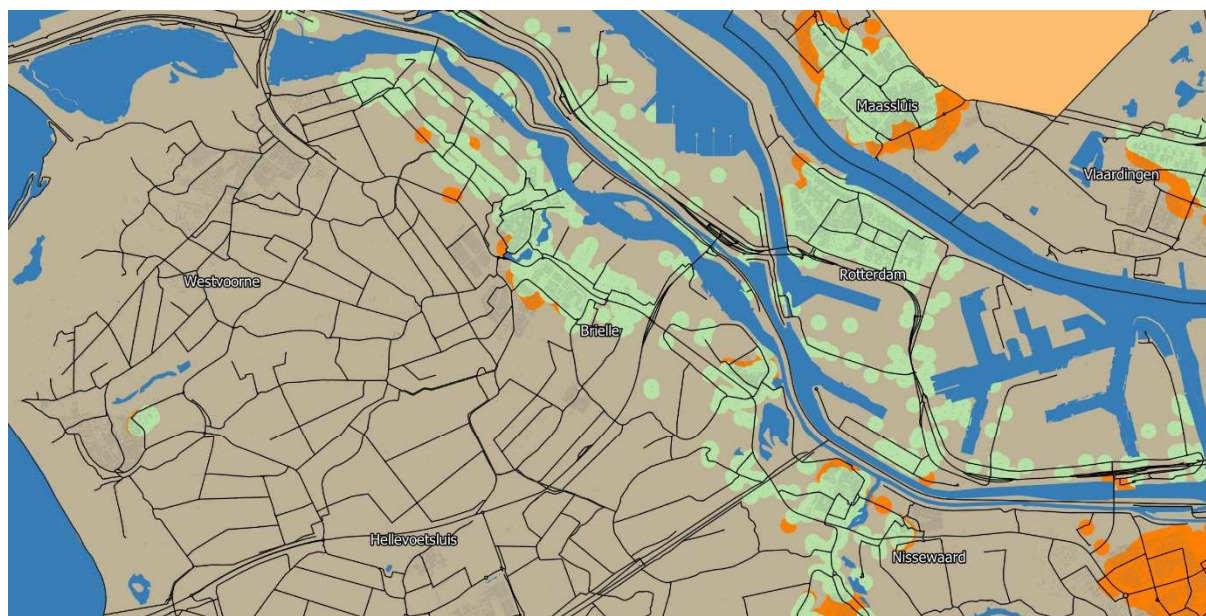 Maassluis
Vlaardingen
Westvoorne
Rotterdam
Brielle
Hellevoetsluis
Nissewaard